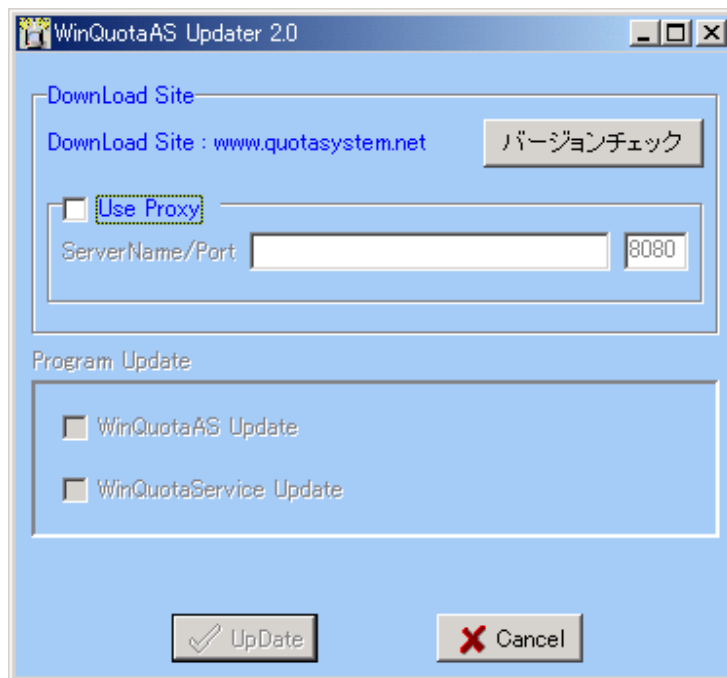 WinQuotaAS Updater 2.0
DownLoad Site
DownLoad Site : www.quotasystem.net
バージョンチェック
Use Proxy
ServerName/Port
8080
Program Update
WinQuotaAS Update
WinQuotaService Update
UpDate
Cancel